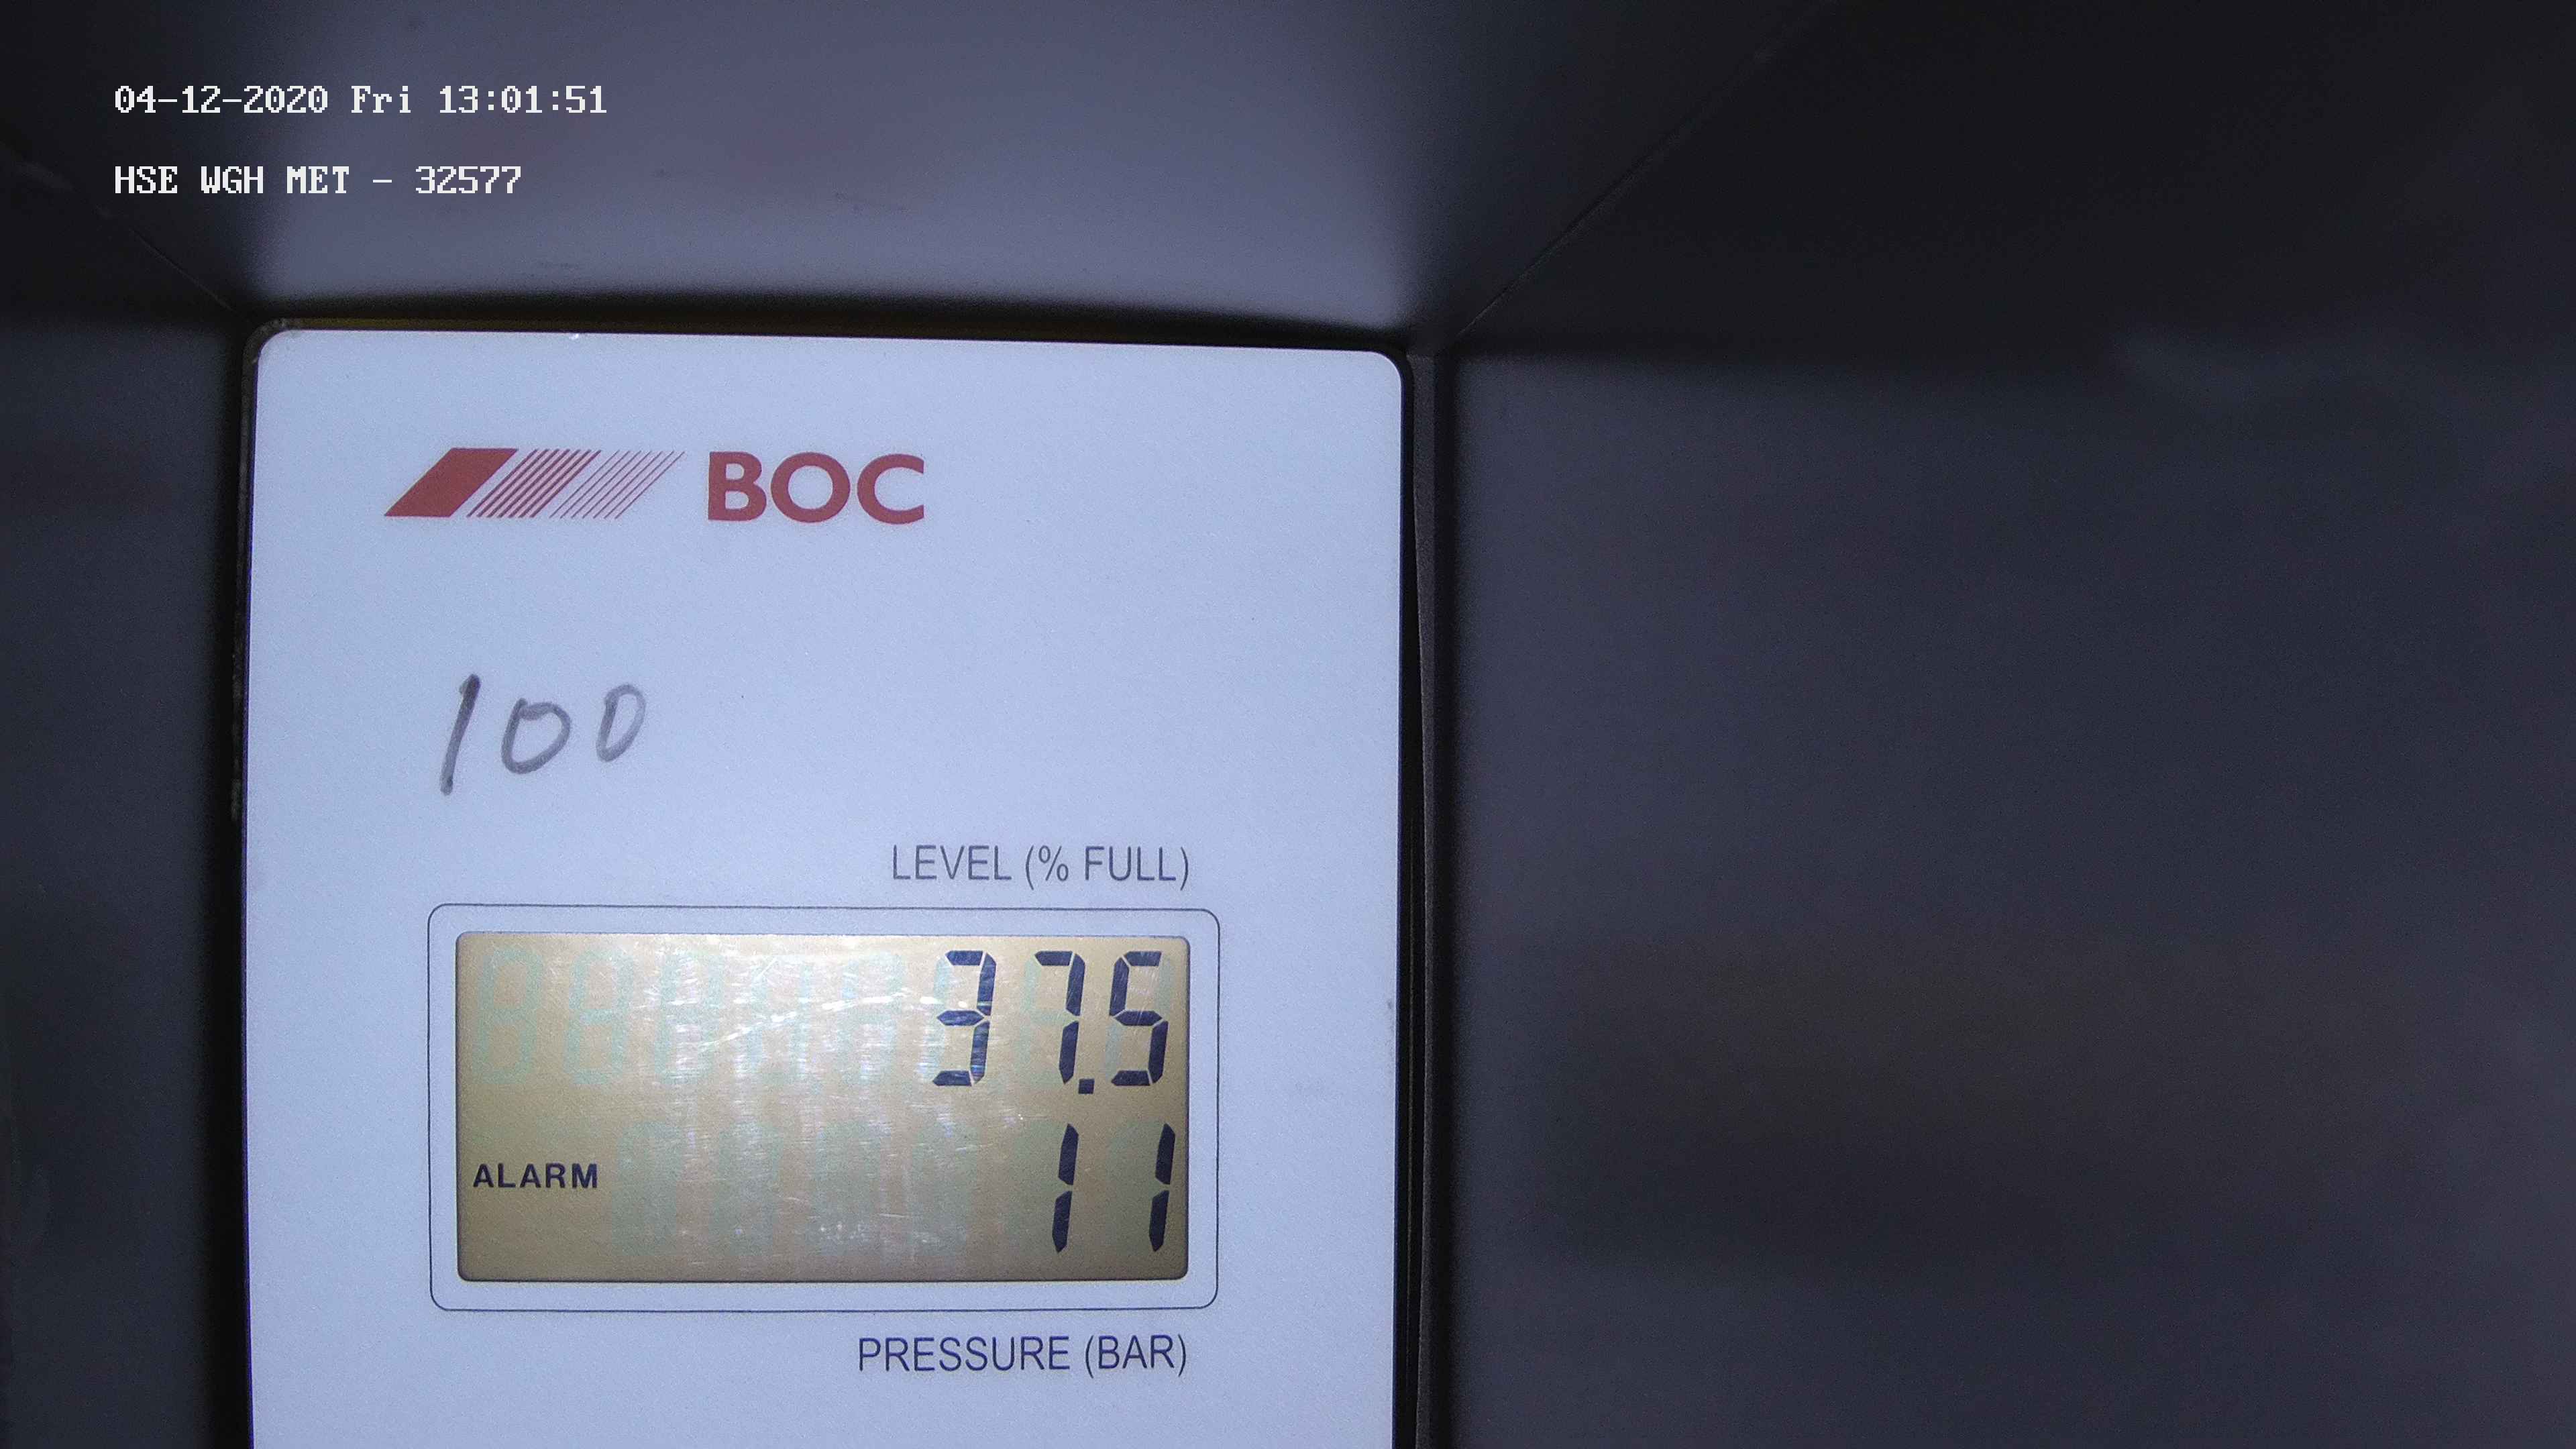 04-12-2020 Fri 13:01:51
HSE WGH MET - 32577
BOC
100
LEVEL (% FULL)
37.5
ALARM 11
PRESSURE (BAR)